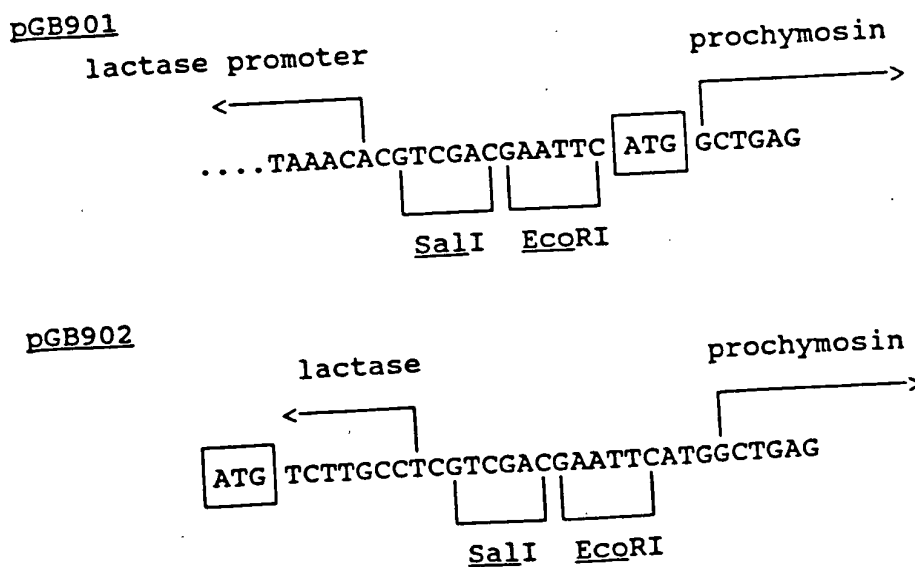 pGB901
prochymosin
lactase promoter
....TAAACACGTCGACGAATTC ATG GCTGAG
SalI EcoRI
pGB902
prochymosin
lactase
ATG TCTTGCCTCGTCGACGAATTCATGGCTGAG
SalI EcoRI